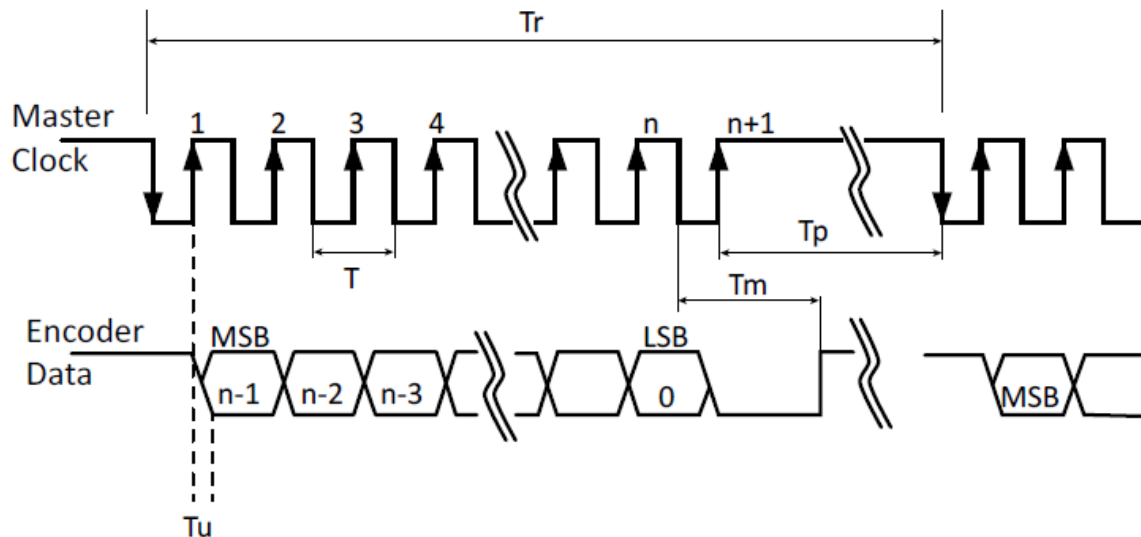 Tr
Master
Clock
1 2 3 4 n n+1
T
Tp
Tm
Encoder
Data
MSB LSB
n-1 n-2 n-3 0 MSB
Tu